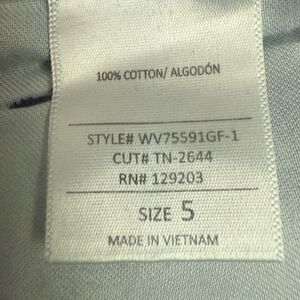 100% COTTON/ ALGODÓN
STYLE# WV75591GF-1
CUT# TN-2644
RN# 129203
SIZE 5
MADE IN VIETNAM